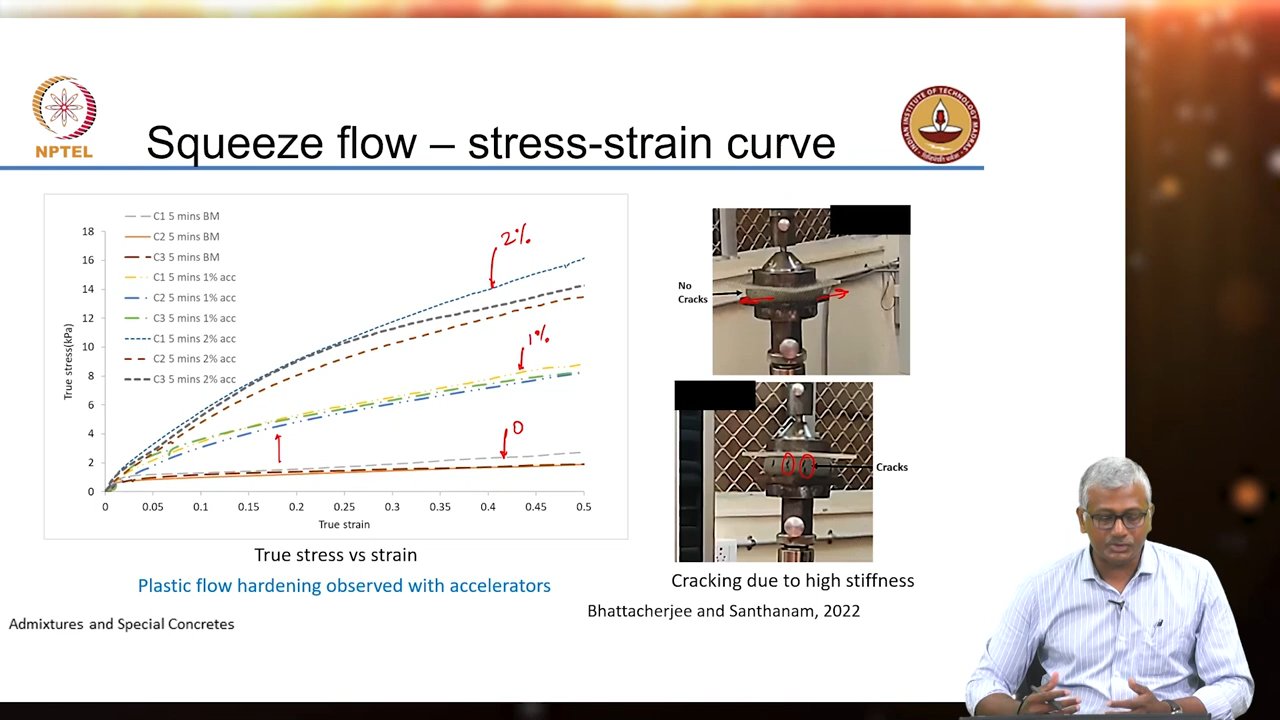 NPTEL
Squeeze flow – stress-strain curve
INDIAN INSTITUTE OF TECHNOLOGY MADRAS
C1 5 mins BM
C2 5 mins BM
C3 5 mins BM
C1 5 mins 1% acc
C2 5 mins 1% acc
C3 5 mins 1% acc
C1 5 mins 2% acc
C2 5 mins 2% acc
C3 5 mins 2% acc
18
16
14
12
10
8
6
4
2
0
True stress(kPa)
0 0.05 0.1 0.15 0.2 0.25 0.3 0.35 0.4 0.45 0.5
True strain
2%
1%
0
True stress vs strain
Plastic flow hardening observed with accelerators
No
Cracks
Cracks
Cracking due to high stiffness
Bhattacherjee and Santhanam, 2022
Admixtures and Special Concretes